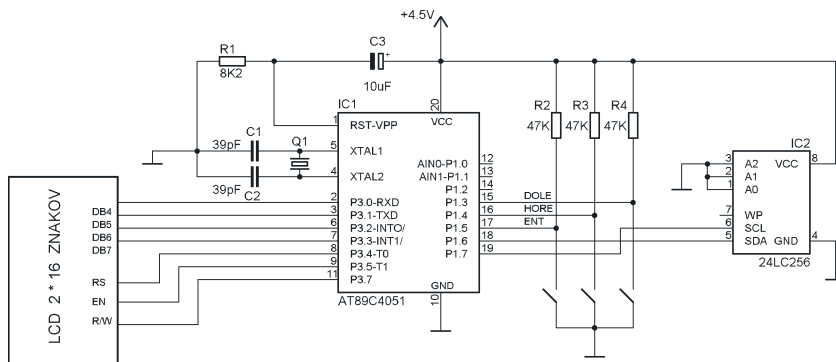 +4.5V
R1
8K2
C3
+
10uF
IC1
R2
R3
R4
47K
47K
47K
IC2
1
RST-VPP
20
VCC
39pF
C1
Q1
5
XTAL1
4
XTAL2
39pF
C2
AIN0-P1.0
12
AIN1-P1.1
13
P1.2
14
P1.3
15
DOLE
P1.4
16
HORE
P1.5
17
ENT
P1.6
18
P1.7
19
2
P3.0-RXD
3
P3.1-TXD
6
P3.2-INTO/
7
P3.3-INT1/
8
P3.4-T0
9
P3.5-T1
11
P3.7
GND
10
AT89C4051
LCD 2 * 16 ZNAKOV
DB4
DB5
DB6
DB7
RS
EN
R/W
3
A2
2
A1
1
A0
VCC
8
7
WP
6
SCL
5
SDA
GND
4
24LC256